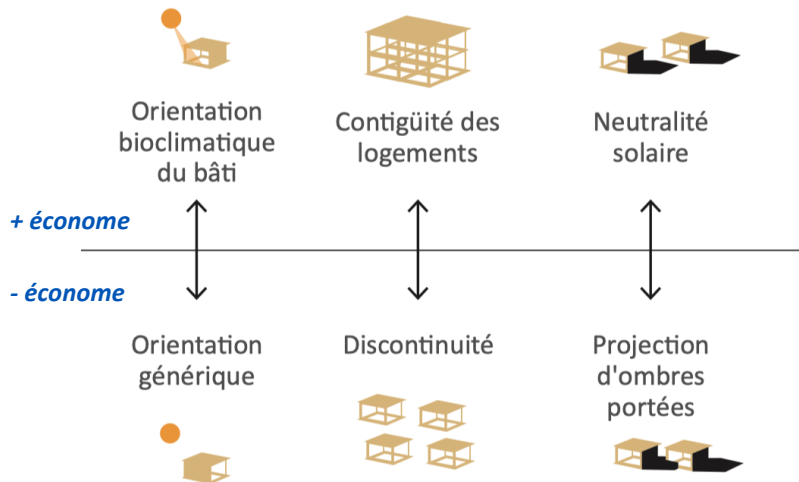 Orientation
bioclimatique
du bâti
Contigüité des
logements
Neutralité
solaire
+ économe
- économe
Orientation
générique
Discontinuité
Projection
d'ombres
portées